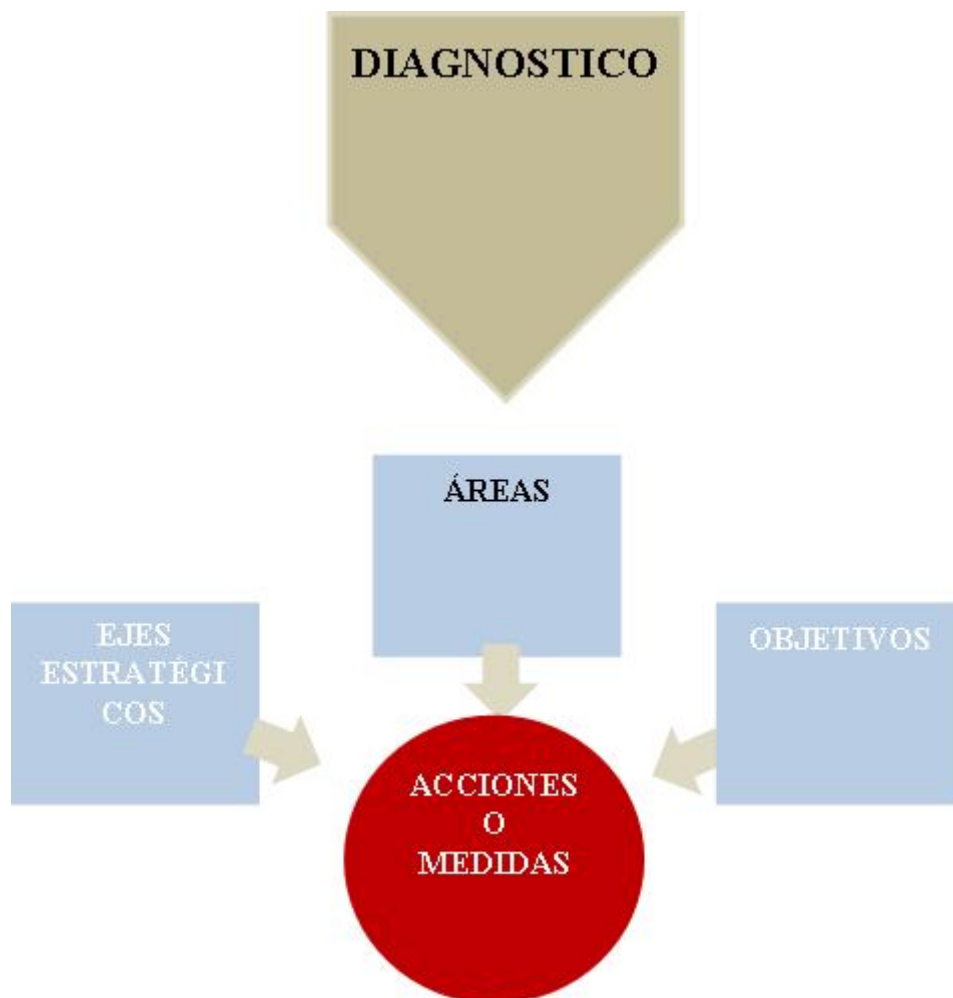 DIAGNOSTICO
ÁREAS
EJES
ESTRATÉGI
COS
OBJETIVOS
ACCIONES
O
MEDIDAS